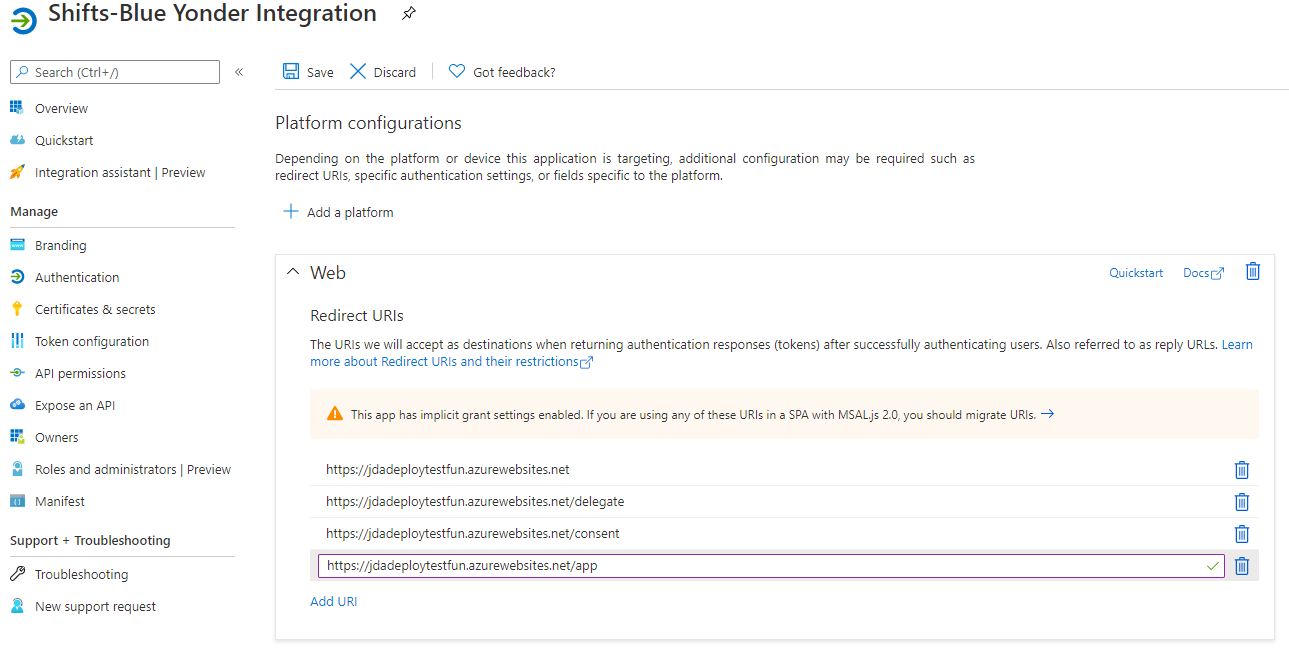 Shifts-Blue Yonder Integration
Search (Ctrl+/)
«
Overview
Quickstart
Integration assistant | Preview
Manage
Branding
Authentication
Certificates & secrets
Token configuration
API permissions
Expose an API
Owners
Roles and administrators | Preview
Manifest
Support + Troubleshooting
Troubleshooting
New support request
Save
Discard
Got feedback?
Platform configurations
Depending on the platform or device this application is targeting, additional configuration may be required such as
redirect URIs, specific authentication settings, or fields specific to the platform.
Add a platform
Web
Quickstart
Docs
Redirect URIs
The URIs we will accept as destinations when returning authentication responses (tokens) after successfully authenticating users. Also referred to as reply URLs. Learn
more about Redirect URIs and their restrictions
This app has implicit grant settings enabled. If you are using any of these URIs in a SPA with MSAL.js 2.0, you should migrate URIs. →
https://jdadeploytestfun.azurewebsites.net
https://jdadeploytestfun.azurewebsites.net/delegate
https://jdadeploytestfun.azurewebsites.net/consent
https://jdadeploytestfun.azurewebsites.net/app
Add URI